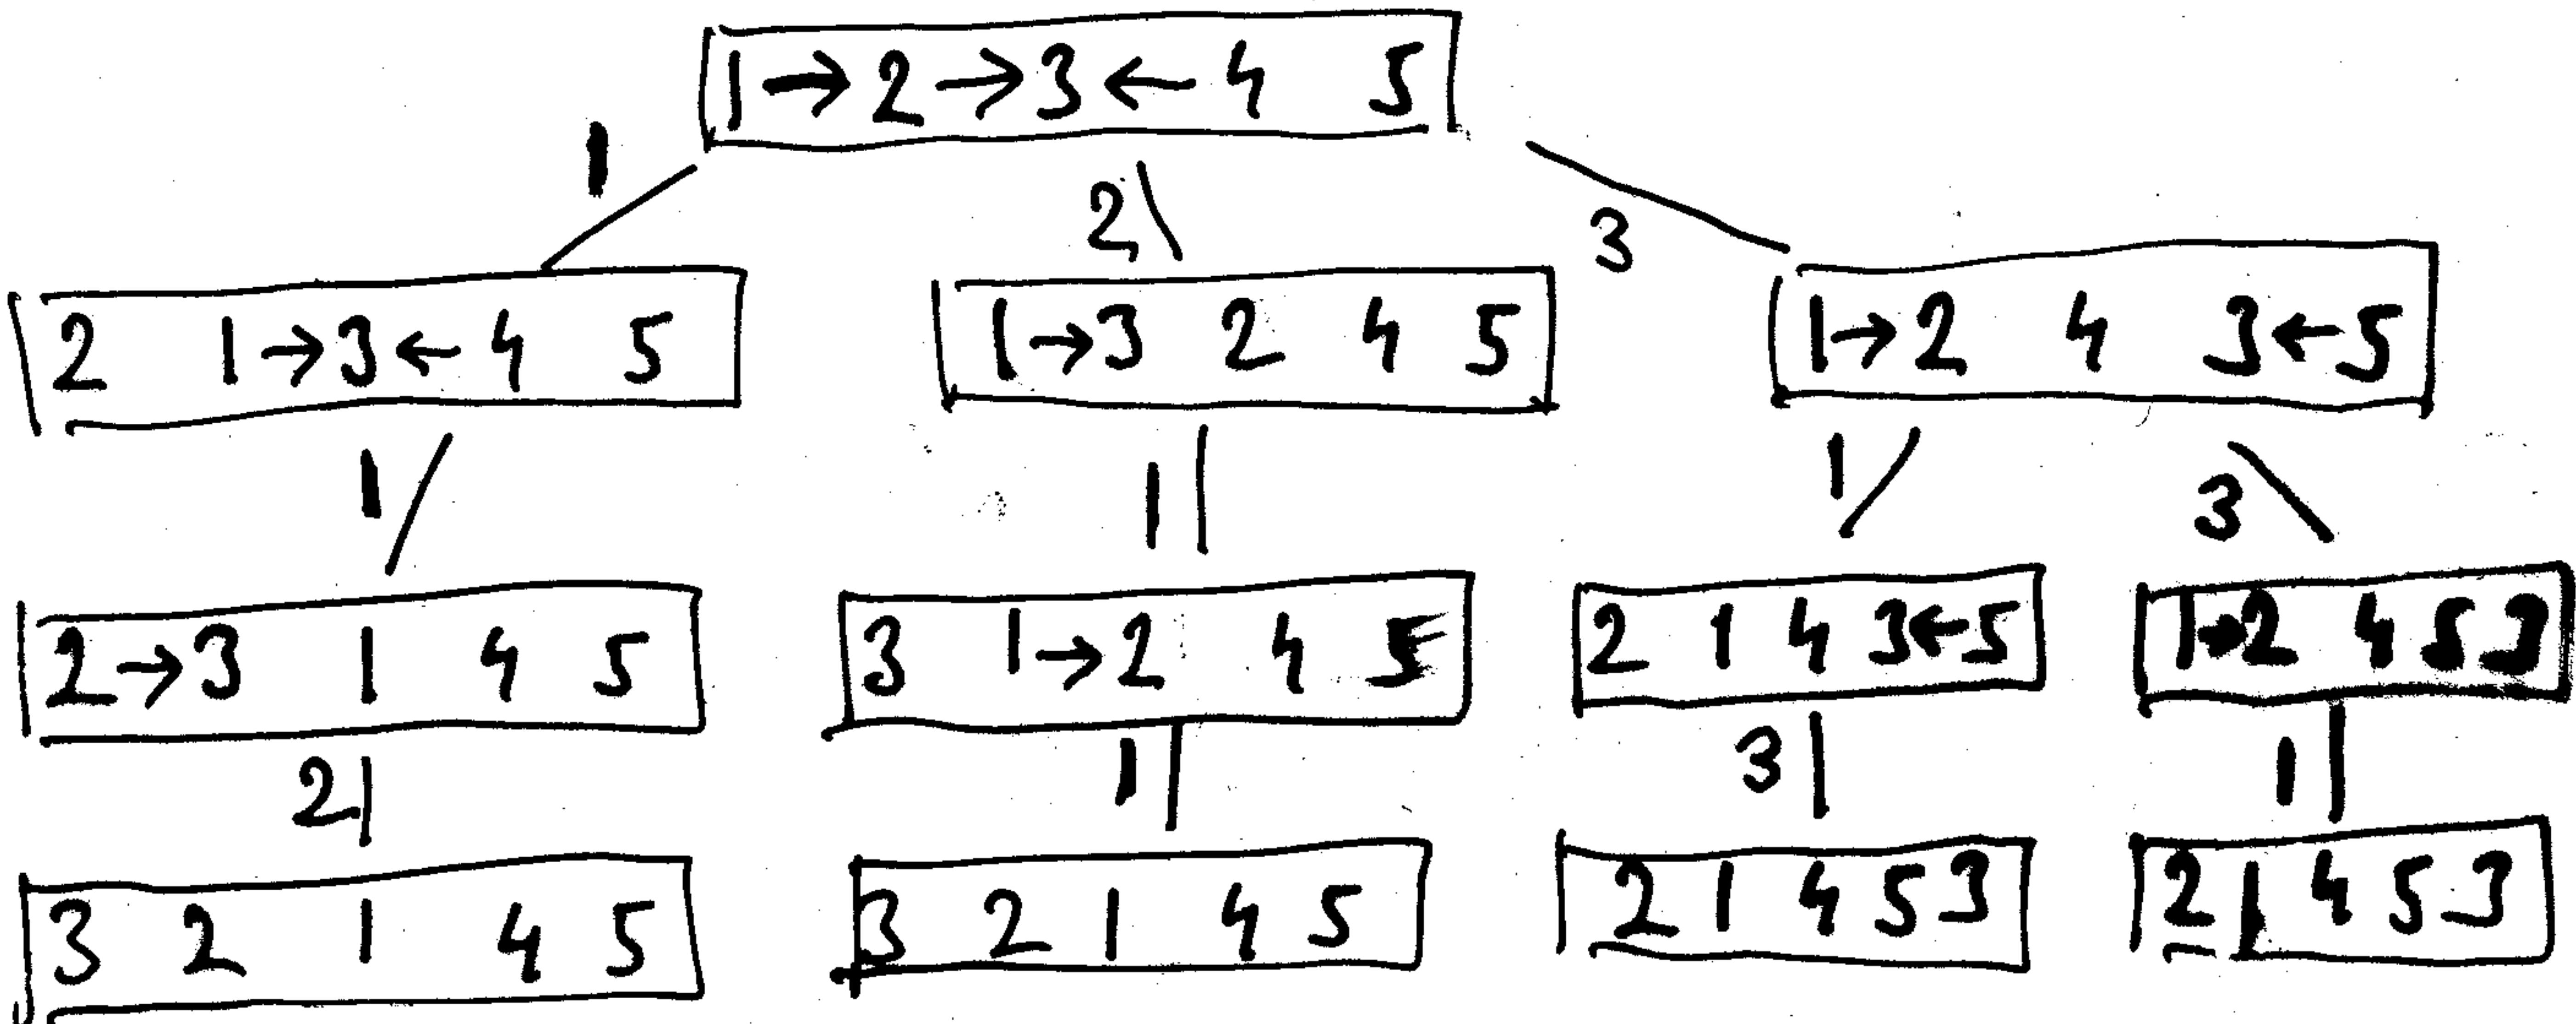 1 → 2 → 3 ← 4 5
1 2 3
2 1 → 3 ← 4 5
1 → 3 2 4 5
1 → 2 4 3 ← 5
1 1 1 3
2 → 3 1 4 5
3 1 → 2 4 5
2 1 4 3 ← 5
1 → 2 4 5 3
2 1 3 1
3 2 1 4 5
3 2 1 4 5
2 1 4 5 3
2 1 4 5 3